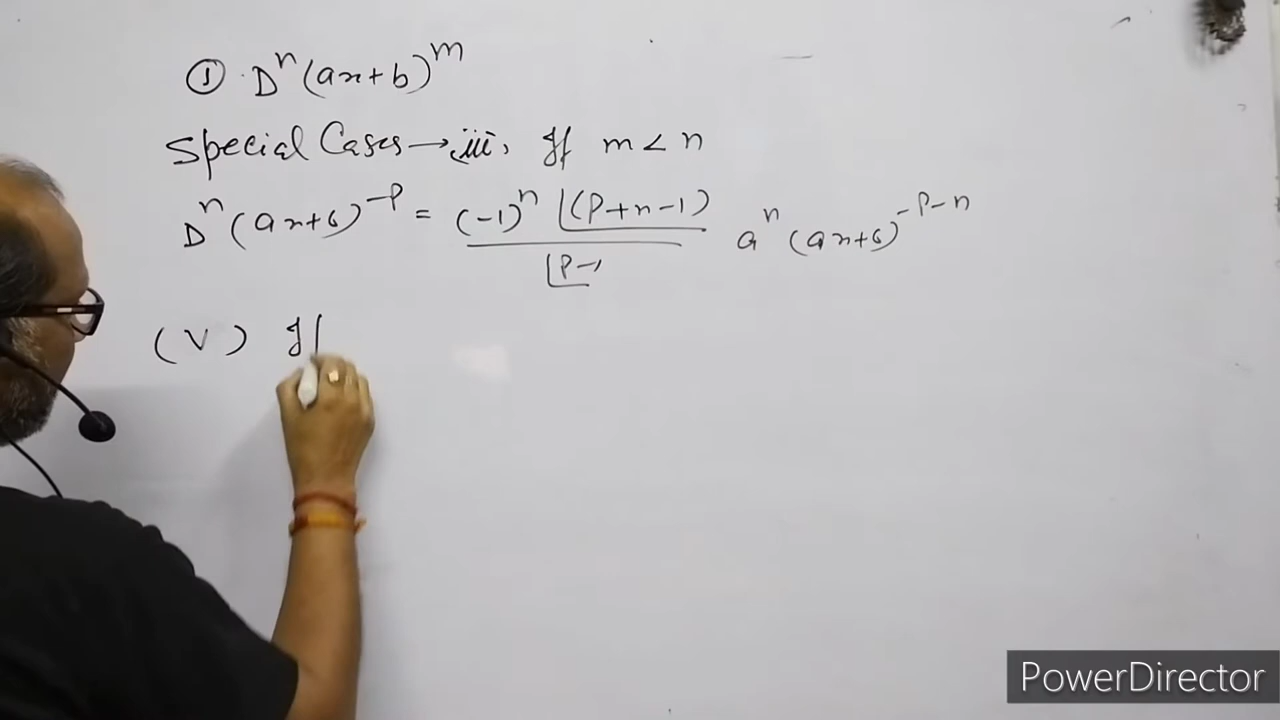 ① Dⁿ(ax+b)ᵐ
Special Cases → iii, If m < n
Dⁿ(ax+b)⁻ᵖ = (-1)ⁿ ⌊(P+n-1) / ⌊P-1 aⁿ (ax+b)⁻ᵖ⁻ⁿ
(V) If
PowerDirector